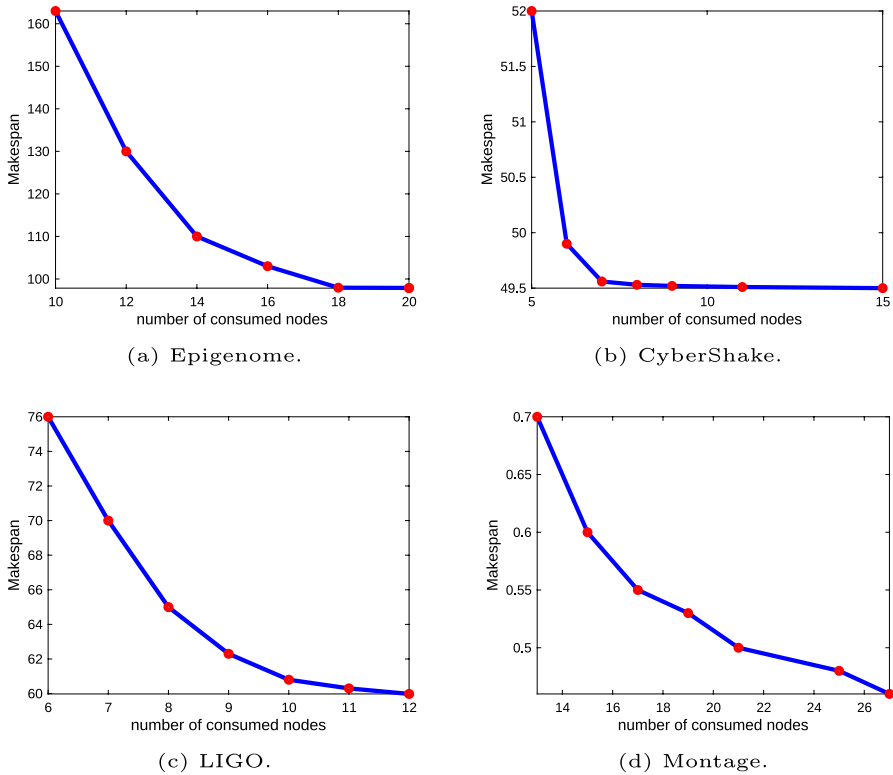 160
150
140
130
120
110
100
Makespan
10 12 14 16 18 20
number of consumed nodes
(a) Epigenome.
52
51.5
51
50.5
50
49.5
Makespan
5 10 15
number of consumed nodes
(b) CyberShake.
76
74
72
70
68
66
64
62
60
Makespan
6 7 8 9 10 11 12
number of consumed nodes
(c) LIGO.
0.7
0.65
0.6
0.55
0.5
Makespan
14 16 18 20 22 24 26
number of consumed nodes
(d) Montage.